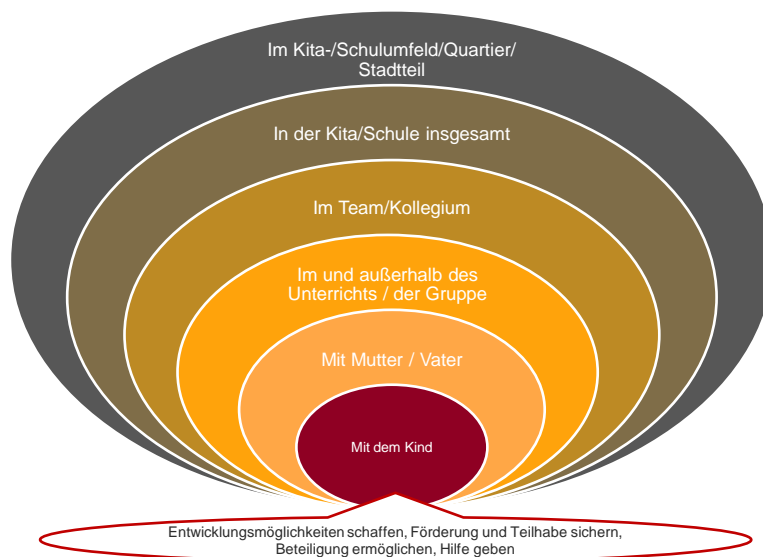 Im Kita-/Schulumfeld/Quartier/
Stadtteil
In der Kita/Schule insgesamt
Im Team/Kollegium
Im und außerhalb des
Unterrichts / der Gruppe
Mit Mutter / Vater
Mit dem Kind
Entwicklungsmöglichkeiten schaffen, Förderung und Teilhabe sichern,
Beteiligung ermöglichen, Hilfe geben